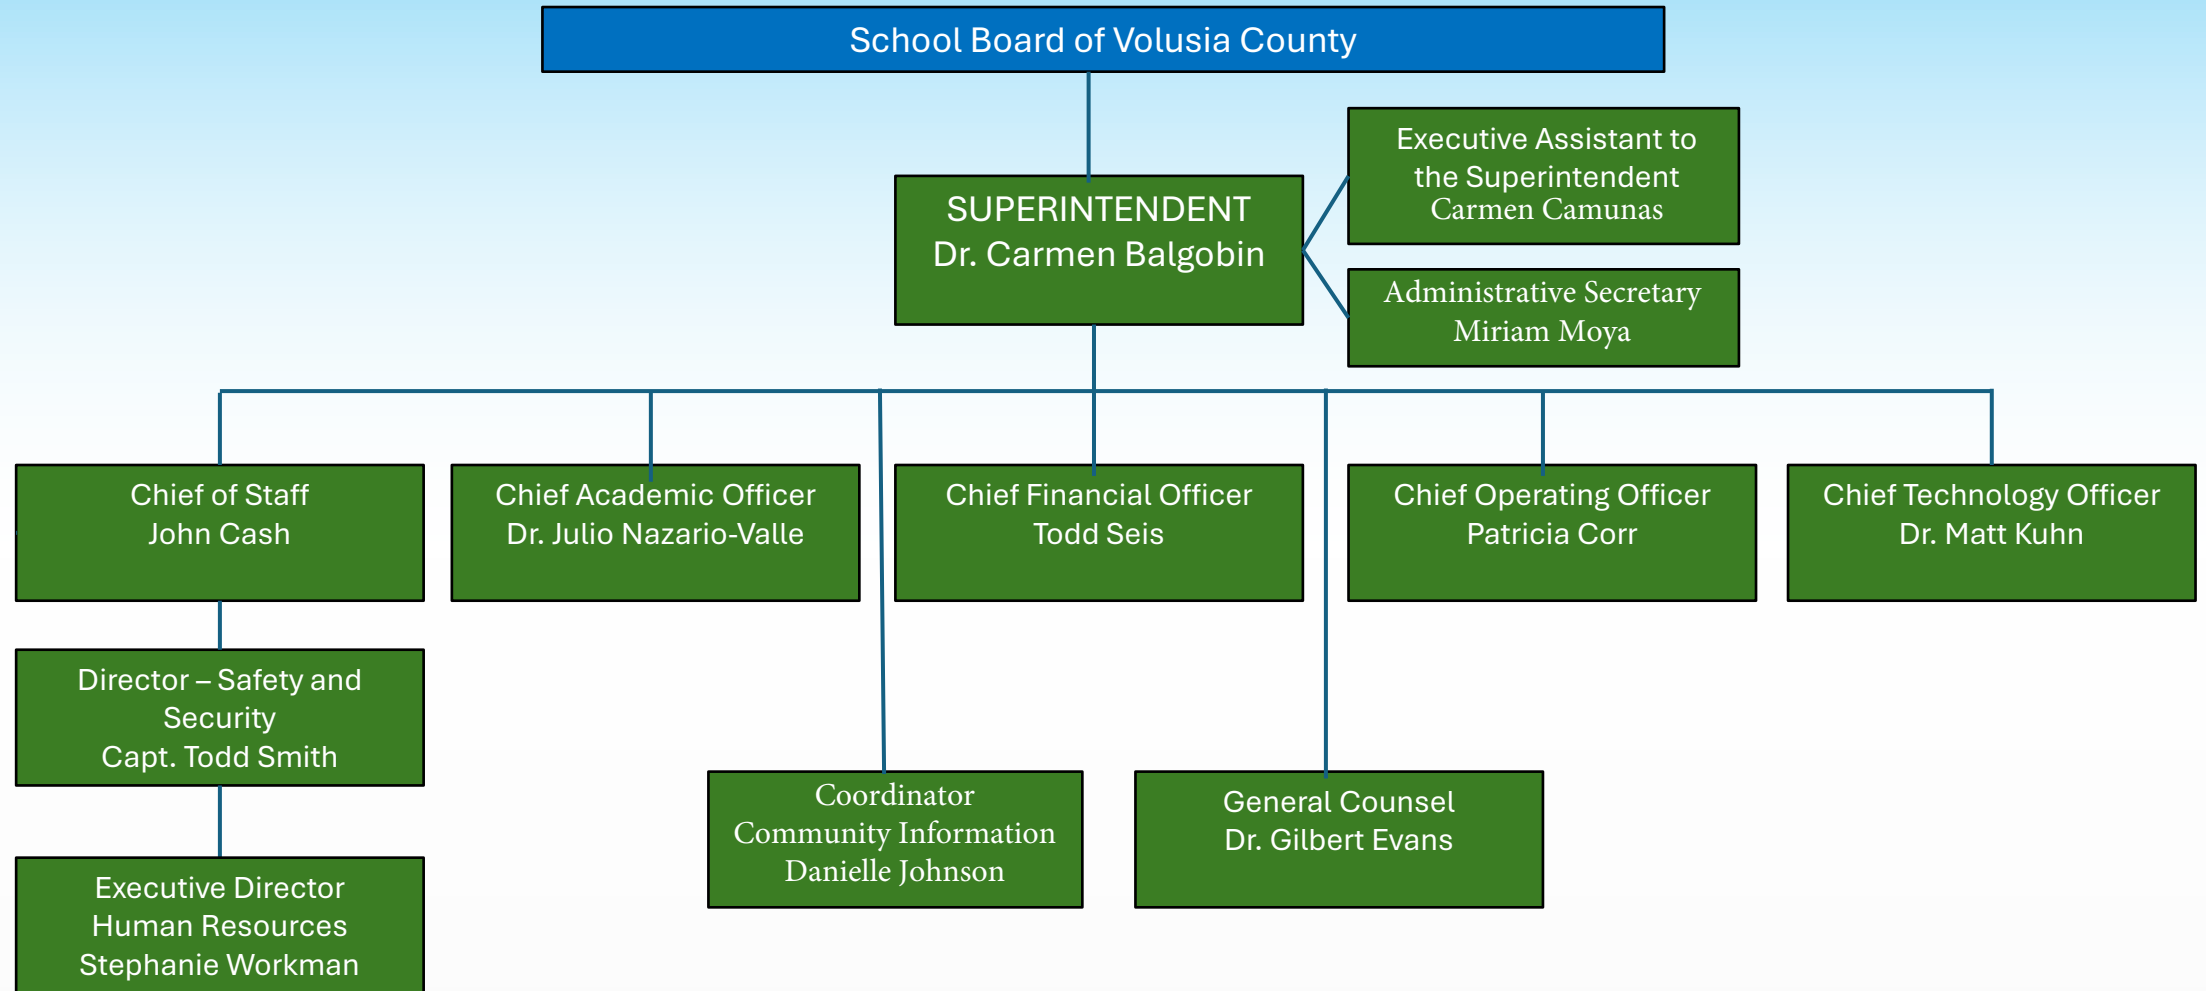 School Board of Volusia County
Executive Assistant to
the Superintendent
Carmen Camunas
SUPERINTENDENT
Dr. Carmen Balgobin
Administrative Secretary
Miriam Moya
Chief of Staff
John Cash
Chief Academic Officer
Dr. Julio Nazario-Valle
Chief Financial Officer
Todd Seis
Chief Operating Officer
Patricia Corr
Chief Technology Officer
Dr. Matt Kuhn
Director – Safety and
Security
Capt. Todd Smith
Coordinator
Community Information
Danielle Johnson
General Counsel
Dr. Gilbert Evans
Executive Director
Human Resources
Stephanie Workman